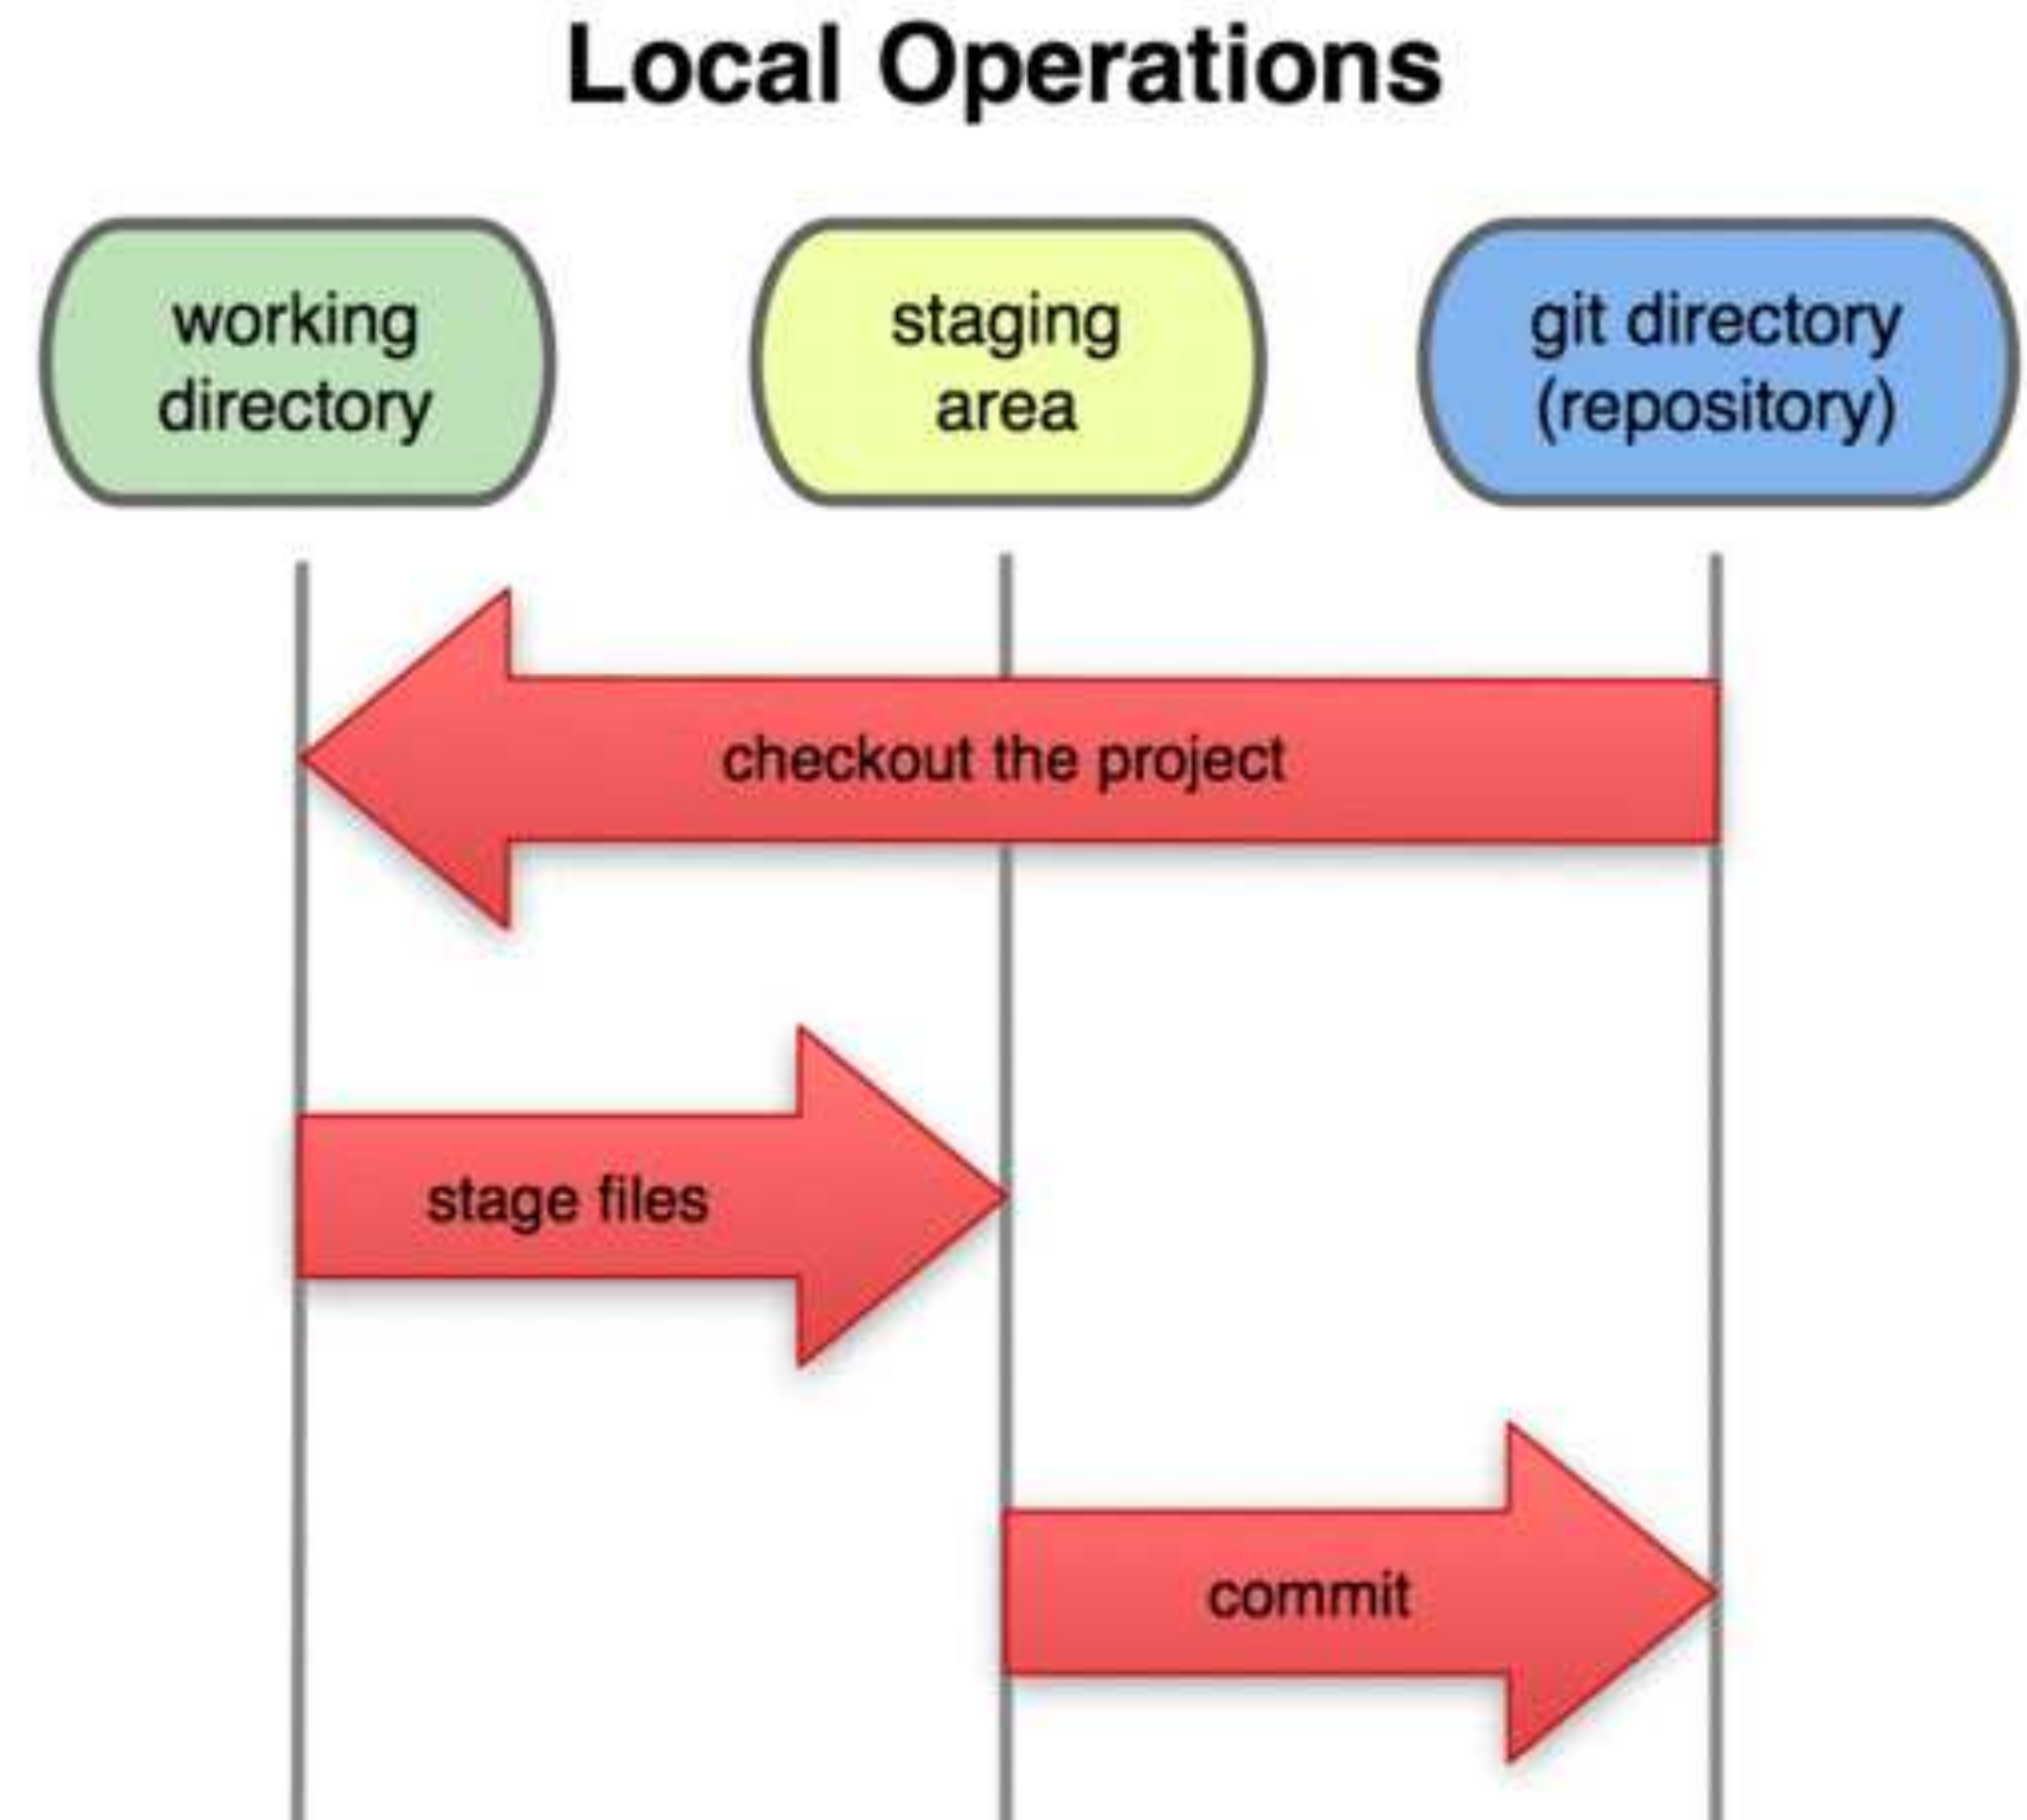 Local Operations
working
directory
staging
area
git directory
(repository)
checkout the project
stage files
commit